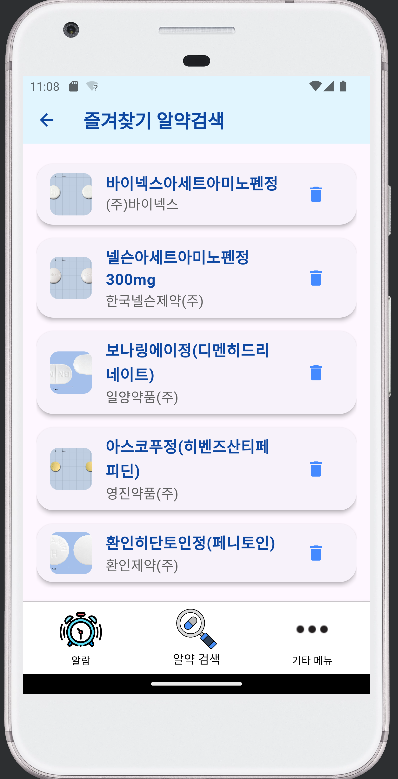 11:08
즐겨찾기 알약검색
바이넥스아세트아미노펜정
(주)바이넥스
넬슨아세트아미노펜정
300mg
한국넬슨제약(주)
보나링에이정(디멘히드리
네이트)
일양약품(주)
아스코푸정(히벤즈산티페
피딘)
영진약품(주)
환인히단토인정(페니토인)
환인제약(주)
알람
알약 검색
기타 메뉴